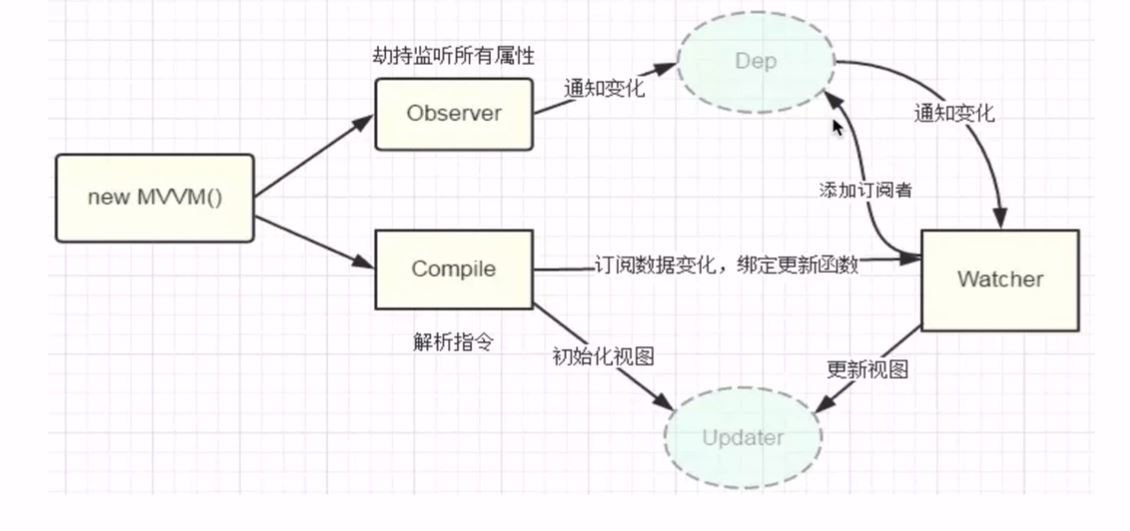 劫持监听所有属性
Observer
通知变化
Dep
通知变化
new MVVM()
添加订阅者
Compile
订阅数据变化，绑定更新函数
Watcher
解析指令
初始化视图
更新视图
Updater